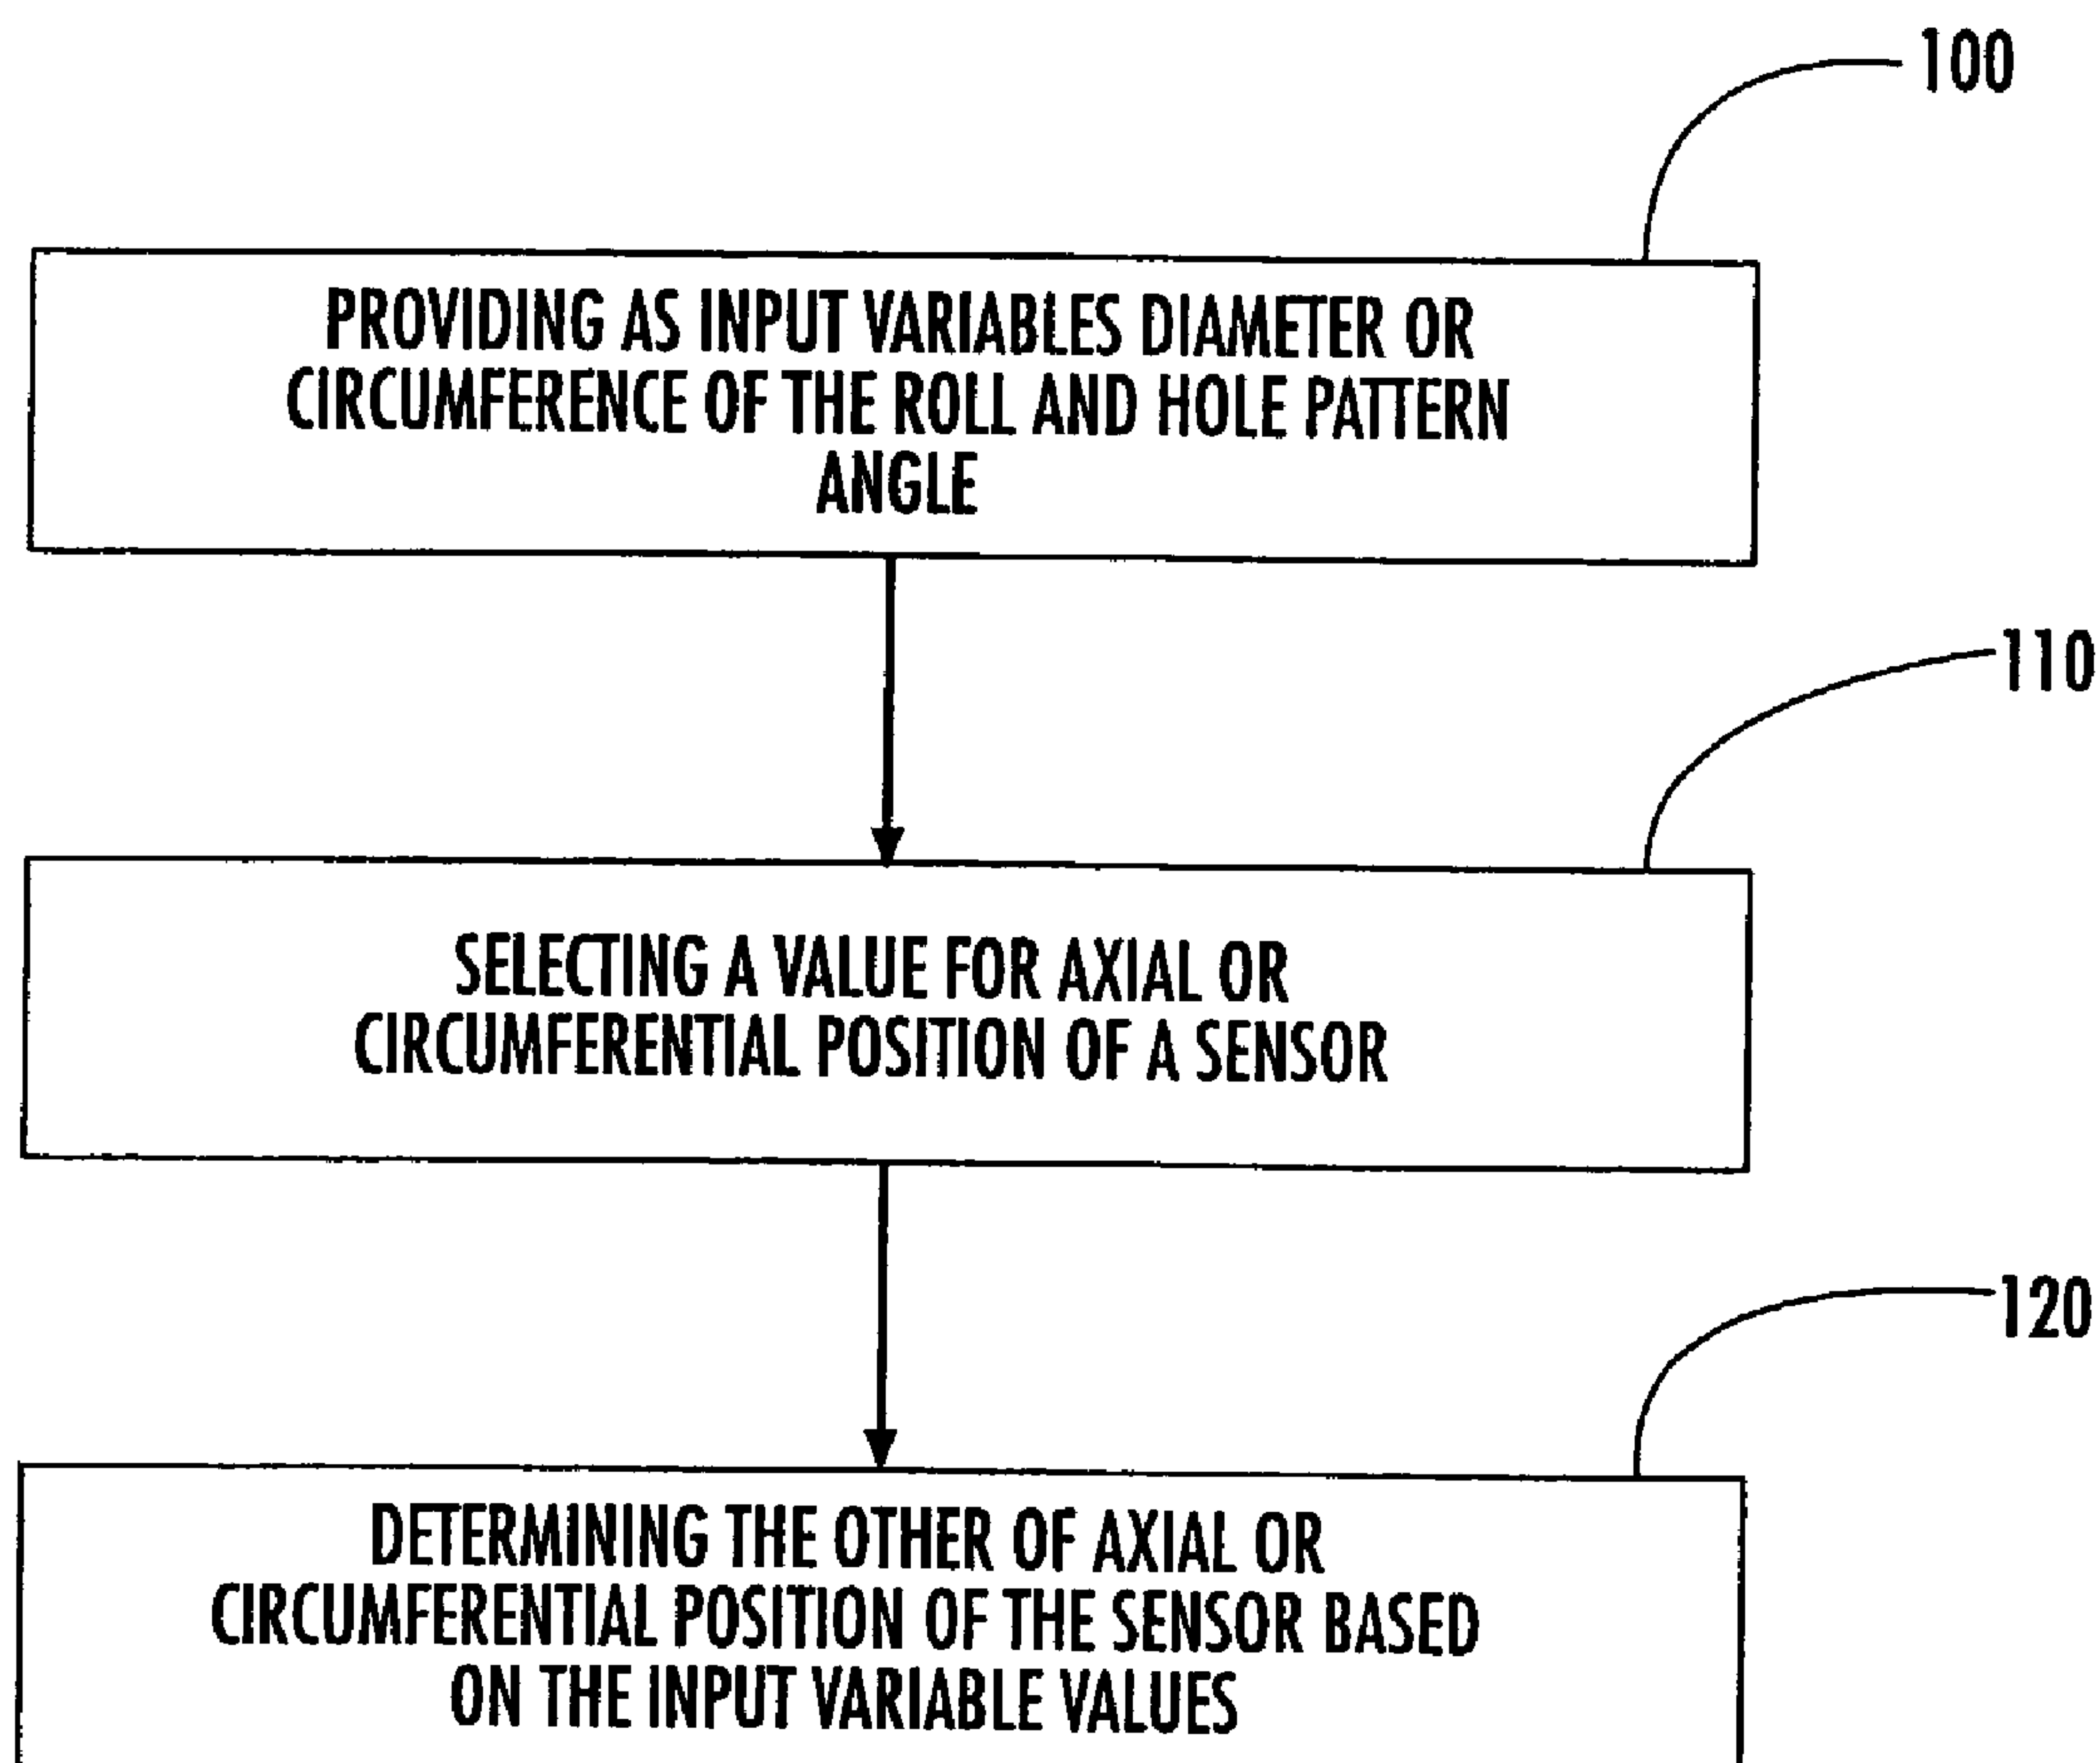 100
PROVIDING AS INPUT VARIABLES DIAMETER OR
CIRCUMFERENCE OF THE ROLL AND HOLE PATTERN
ANGLE
110
SELECTING A VALUE FOR AXIAL OR
CIRCUMFERENTIAL POSITION OF A SENSOR
120
DETERMINING THE OTHER OF AXIAL OR
CIRCUMFERENTIAL POSITION OF THE SENSOR BASED
ON THE INPUT VARIABLE VALUES